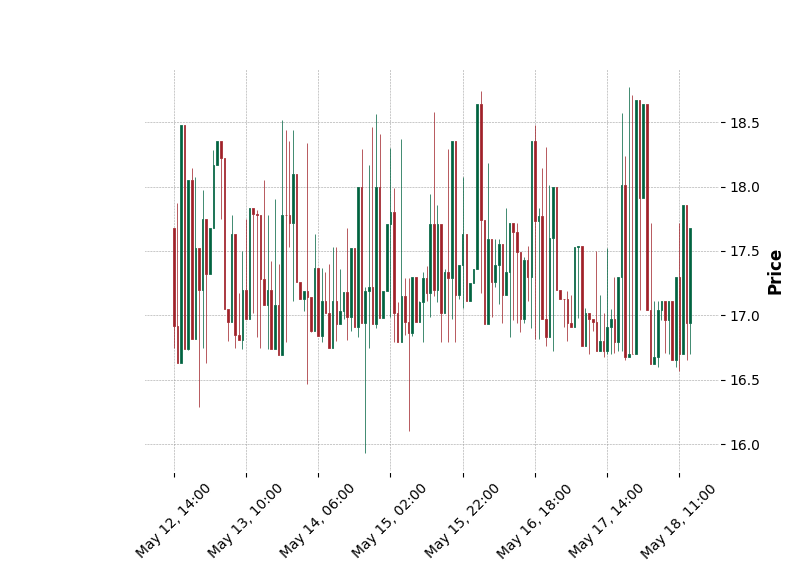 18.5
18.0
17.5
17.0
16.5
16.0
Price
May 12, 14:00
May 13, 10:00
May 14, 06:00
May 15, 02:00
May 15, 22:00
May 16, 18:00
May 17, 14:00
May 18, 11:00